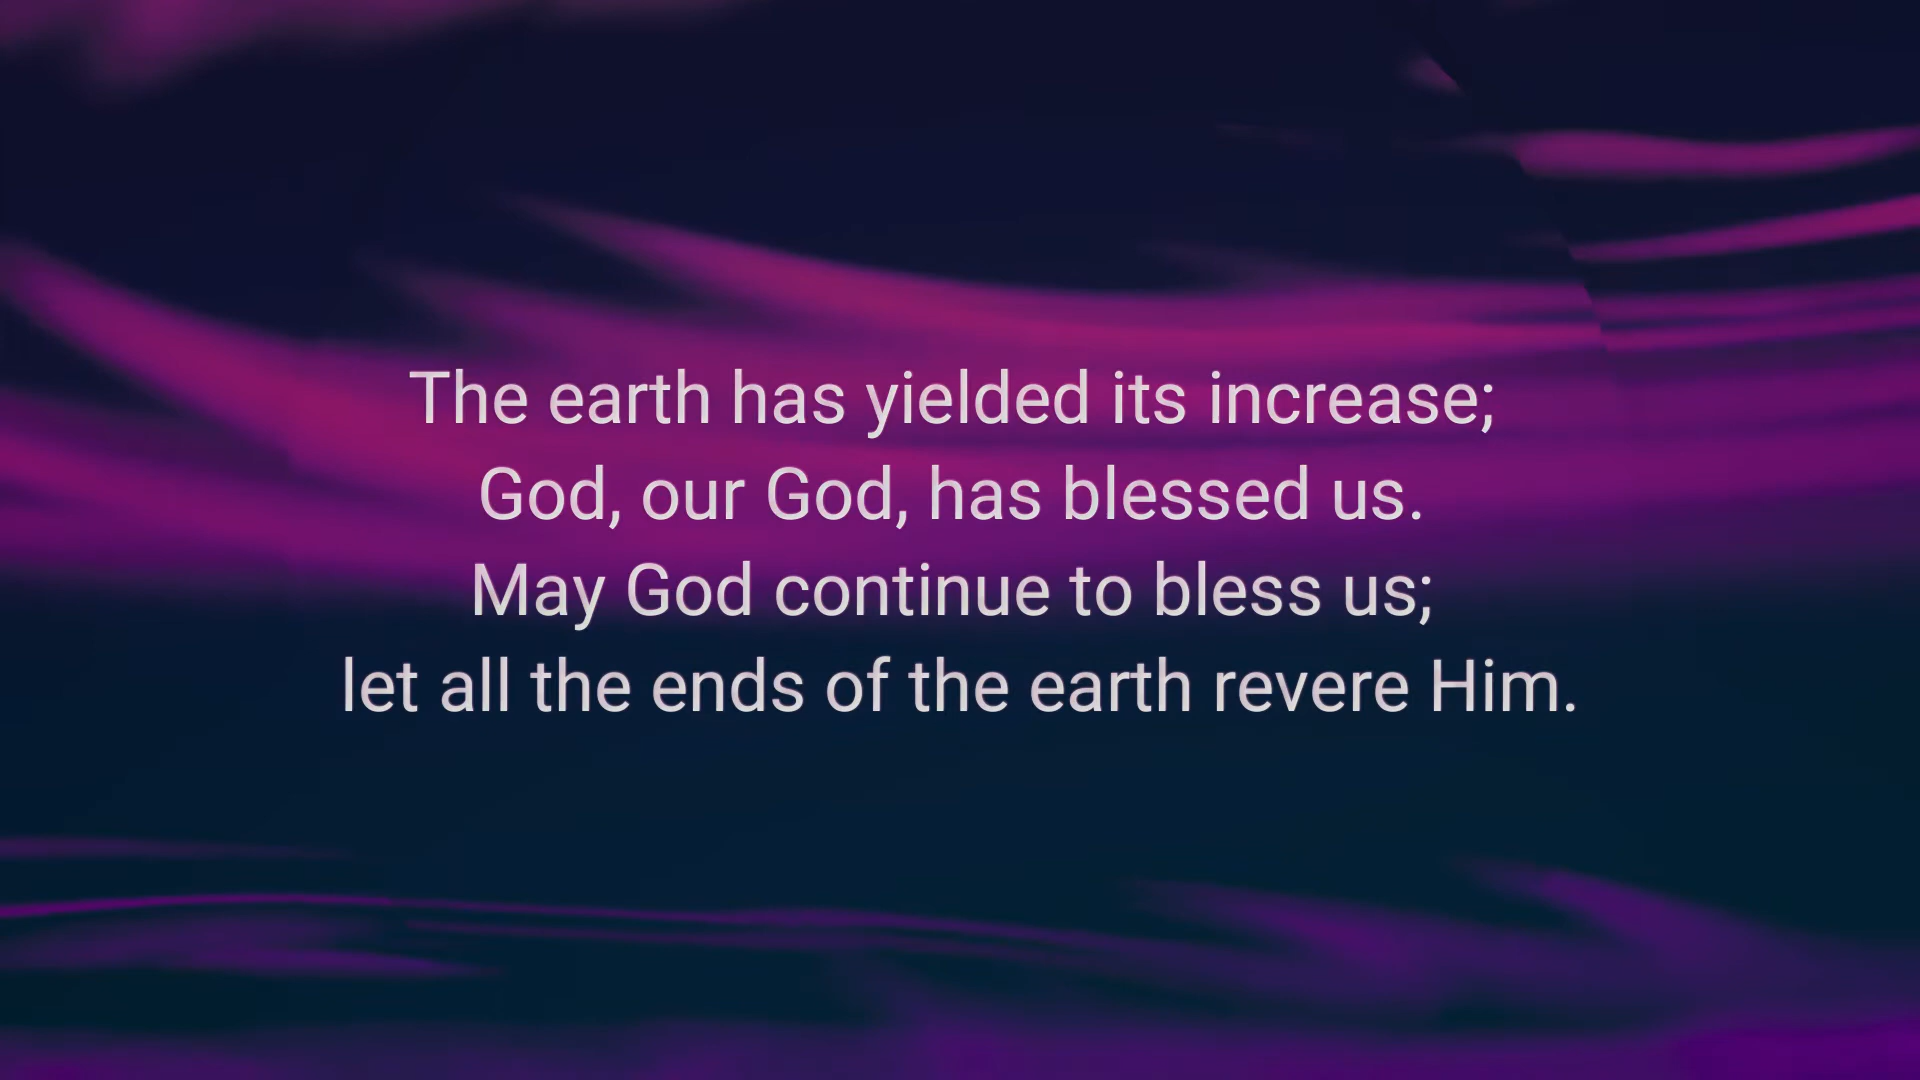 The earth has yielded its increase;
God, our God, has blessed us.
May God continue to bless us;
let all the ends of the earth revere Him.